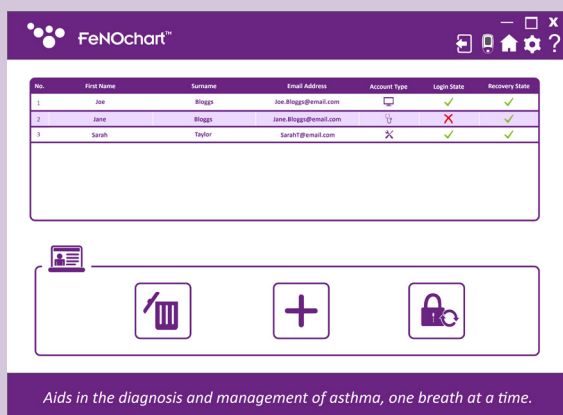 FeNOchart™
No. First Name Surname Email Address Account Type Login State Recovery State
1 Joe Bloggs Joe.Bloggs@email.com
2 Jane Bloggs Jane.Bloggs@email.com
3 Sarah Taylor SarahT@email.com
Aids in the diagnosis and management of asthma, one breath at a time.